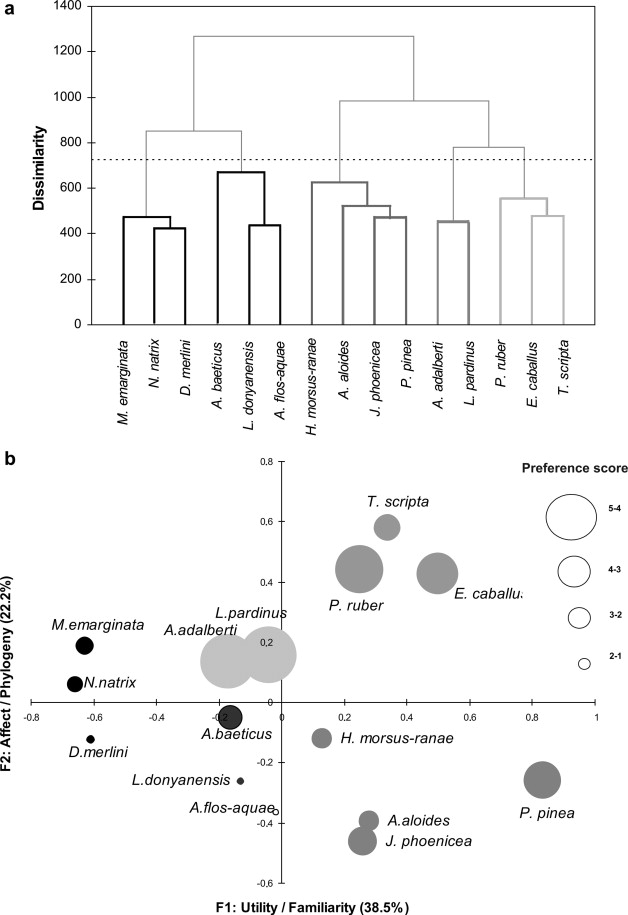 a
1400
1200
1000
800
600
400
200
0
Dissimilarity
M. emarginata
N. natrix
D. merlini
A. baeticus
L. donyanensis
A. flos-aquae
H. morsus-ranae
A. aloides
J. phoenicea
P. pinea
A. adalberti
L. pardinus
P. ruber
E. caballus
T. scripta
b
0.8
Preference score
T. scripta
5-4
0,6
4-3
0,4
P. ruber
E. caballu
3-2
L.pardinus
M.emarginata
A.adalberti
0,2
2-1
N.natrix
-0.8
-0.6
-0.4
-0.2
0
0.2
0.4
0.6
0.8
1
A.baeticus
H. morsus-ranae
D.merlini
-0.2
L.donyanensis
A.flos-aquae
P. pinea
-0.4
A.aloides
J. phoenicea
-0,6
F2: Affect / Phylogeny (22.2%)
F1: Utility / Familiarity (38.5%)